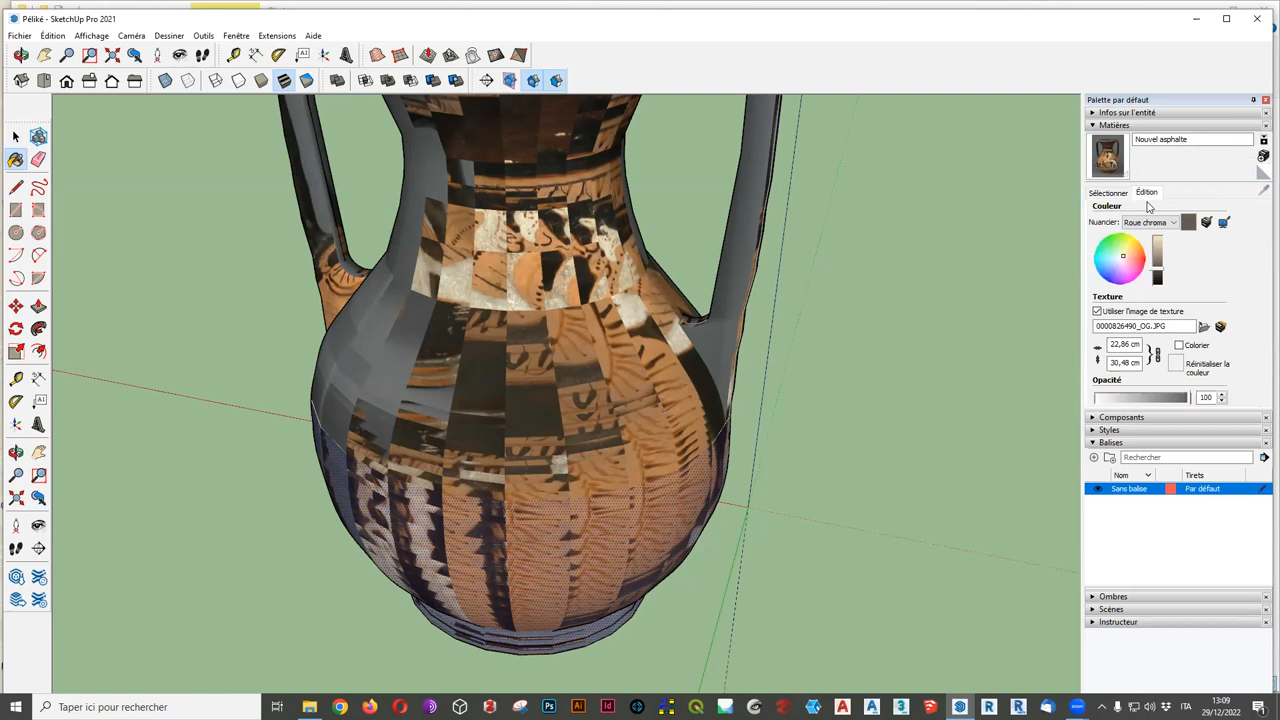 Péliké - SketchUp Pro 2021
Fichier Édition Affichage Caméra Dessiner Outils Fenêtre Extensions Aide
Palette par défaut
Infos sur l'entité
Matières
Nouvel asphalte
Sélectionner Édition
Couleur
Nuancier: Roue chroma
Texture
Utiliser l'image de texture
0000826490_OG.JPG
22,86 cm
Colorier
30,48 cm
Réinitialiser la
couleur
Opacité
100
Composants
Styles
Balises
Rechercher
Nom Tirets
Sans balise Par défaut
Ombres
Scènes
Instructeur
Taper ici pour rechercher
ITA
13:09
29/12/2022